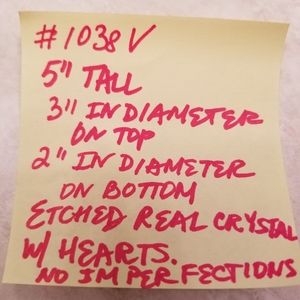 #1038V
5" TALL
3" IN DIAMETER
ON TOP
2" IN DIAMETER
ON BOTTOM
ETCHED REAL CRYSTAL
W/ HEARTS.
NO IMPERFECTIONS